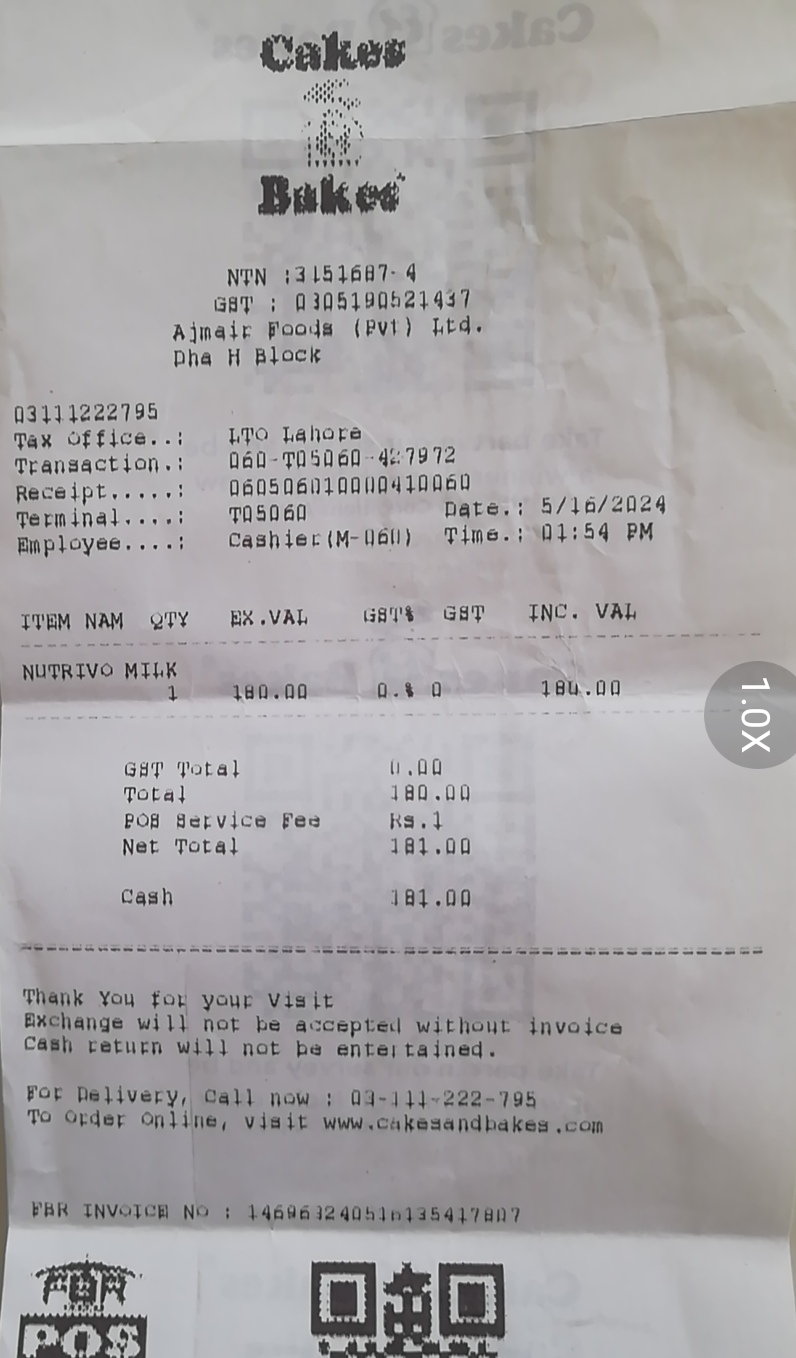 Cakes
&
Bakes
NTN :3151687-4
GST : 0305190521437
Ajmair Foods (Pvt) Ltd.
Dha H Block
03111222795
Tax Office..: LTO Lahore
Transaction.: 060-T05060-427972
Receipt.....: 0605060100000410060
Terminal....: T05060 Date.: 5/16/2024
Employee....: Cashier(M-060) Time.: 01:54 PM
ITEM NAM QTY EX.VAL GST% GST INC. VAL
NUTRIVO MILK
1 180.00 0.% 0 180.00
GST Total 0.00
Total 180.00
POS Service Fee Rs.1
Net Total 181.00
Cash 181.00
Thank You for your Visit
Exchange will not be accepted without invoice
Cash return will not be entertained.
For Delivery, Call now : 03-111-222-795
To Order Online, visit www.cakesandbakes.com
FBR INVOICE NO :
FBR
POS
1.0X